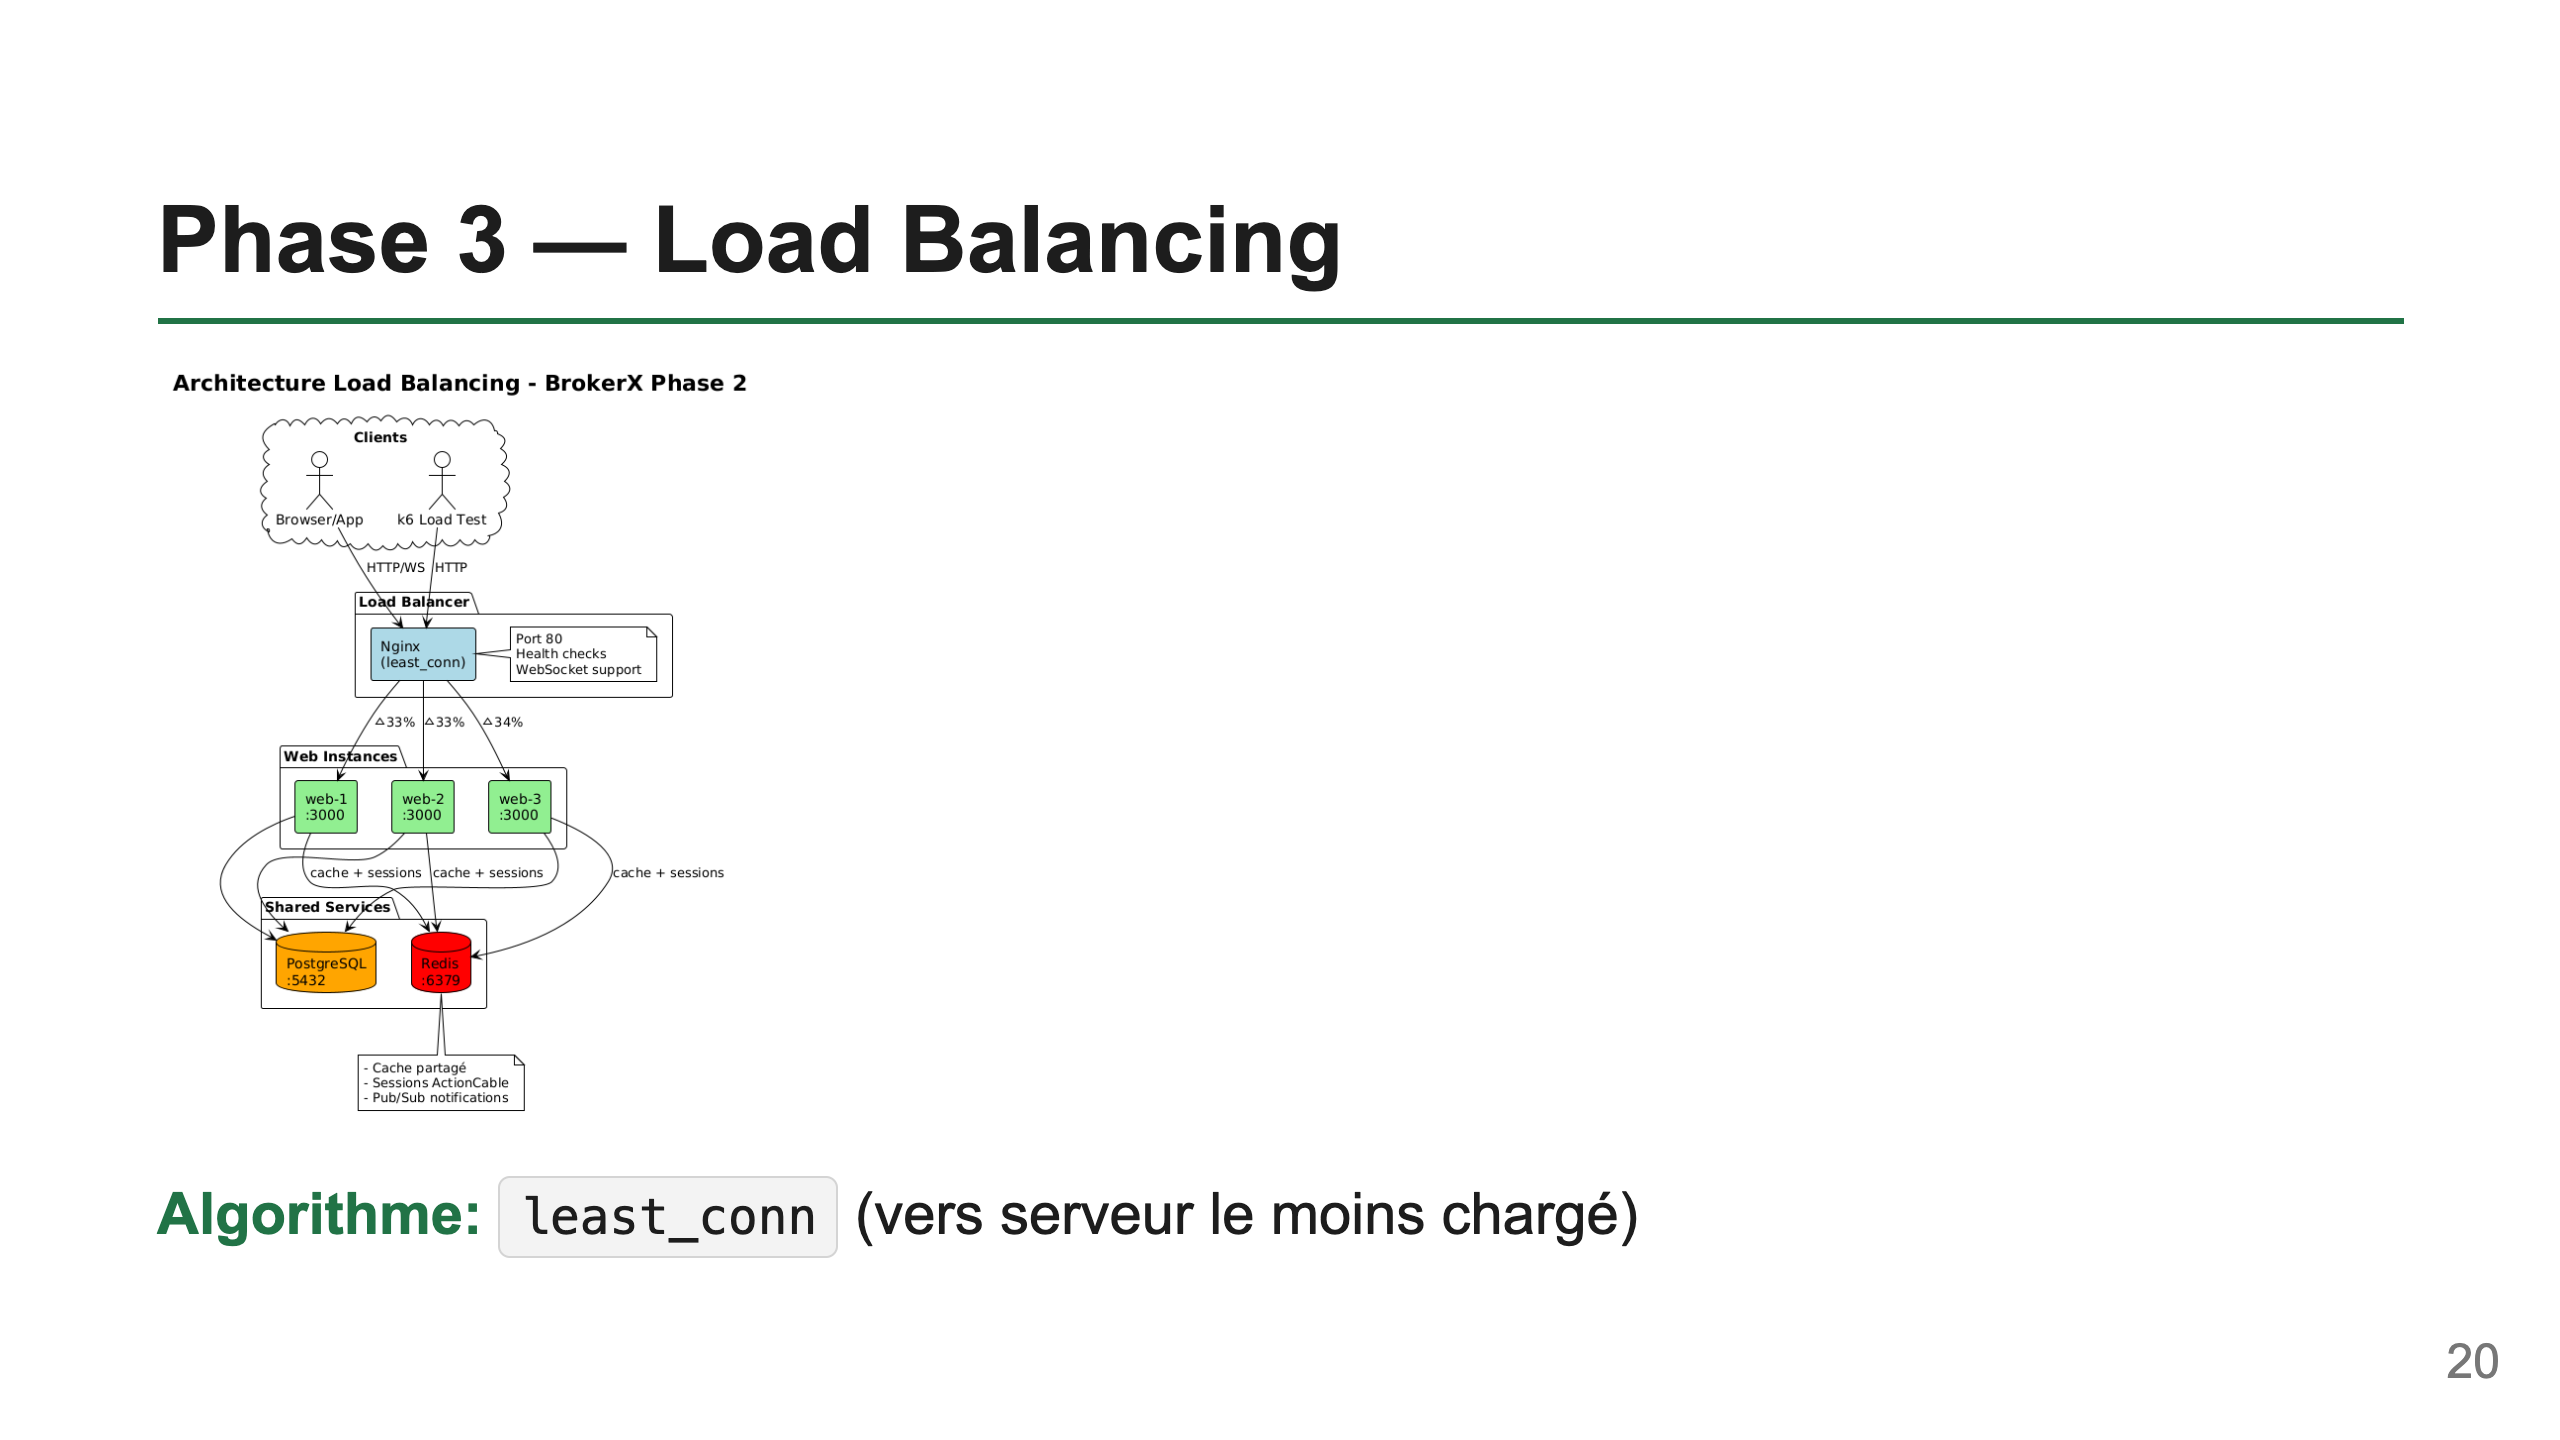 Phase 3 — Load Balancing
Architecture Load Balancing - BrokerX Phase 2
Clients
Browser/App
k6 Load Test
HTTP/WS
HTTP
Load Balancer
Nginx
(least_conn)
Port 80
Health checks
WebSocket support
△33%
△33%
△34%
Web Instances
web-1
:3000
web-2
:3000
web-3
:3000
cache + sessions
cache + sessions
cache + sessions
Shared Services
PostgreSQL
:5432
Redis
:6379
- Cache partagé
- Sessions ActionCable
- Pub/Sub notifications
Algorithme: least_conn (vers serveur le moins chargé)
20